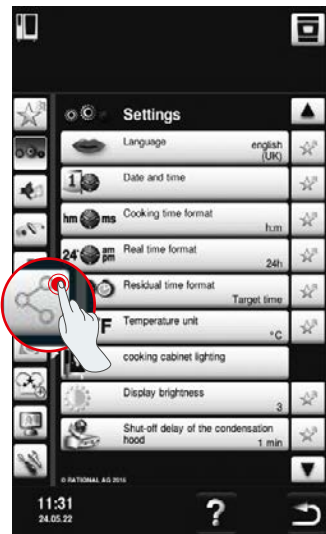 Settings
Language
english
(UK)
1
Date and time
hm ms
Cooking time format
h:m
24 am
pm
Real time format
24h
Residual time format
Target time
F
Temperature unit
°C
cooking cabinet lighting
Display brightness
3
Shut-off delay of the condensation
hood
1 min
© RATIONAL AG 2016
11:31
24.05.22
?